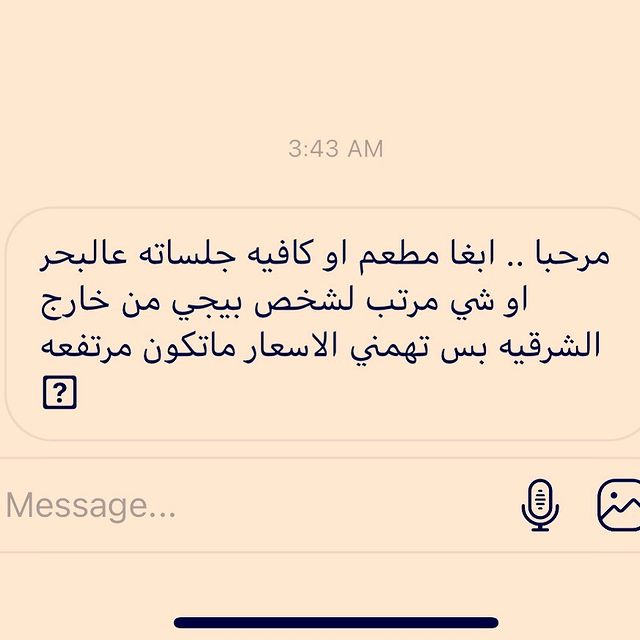 3:43 AM
مرحبا .. ابغا مطعم او كافيه جلساته عالبحر
او شي مرتب لشخص بيجي من خارج
الشرقيه بس تهمني الاسعار ماتكون مرتفعه
?
Message...